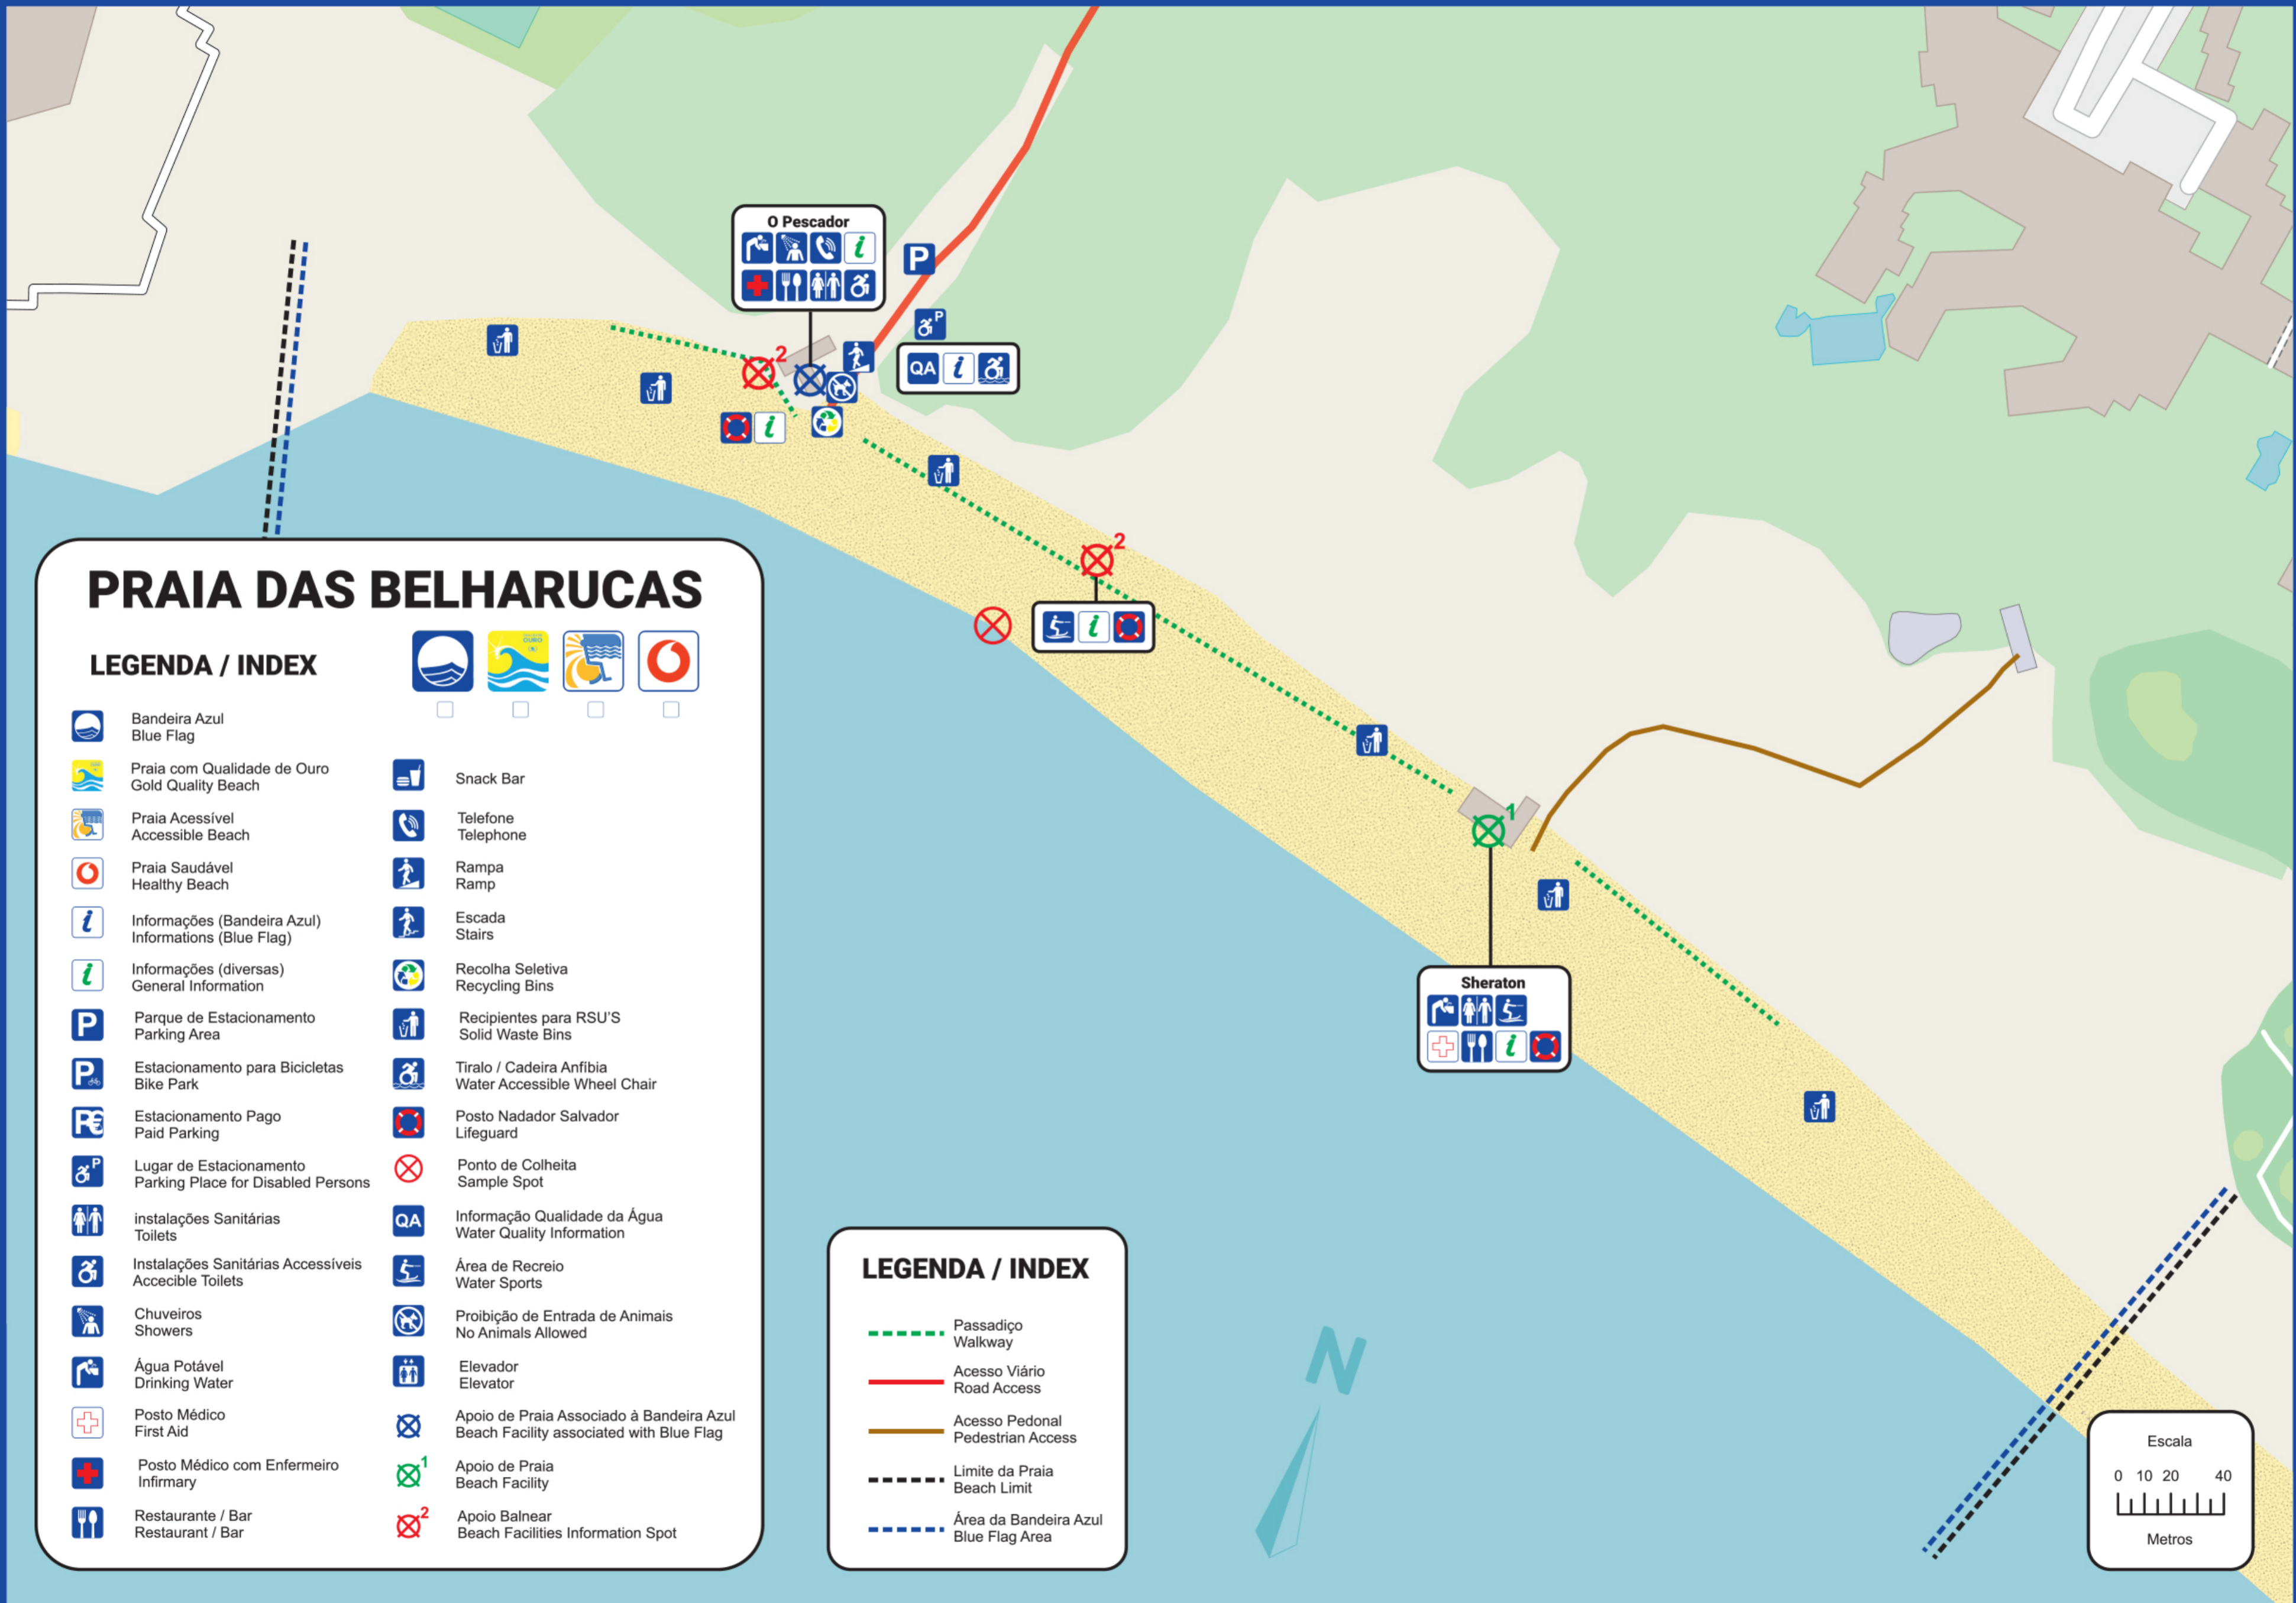 O Pescador
P
P
QA
2
2
1
Sheraton
PRAIA DAS BELHARUCAS
LEGENDA / INDEX
OURO
Bandeira Azul
Blue Flag
Praia com Qualidade de Ouro
Gold Quality Beach
Praia Acessível
Accessible Beach
Praia Saudável
Healthy Beach
Informações (Bandeira Azul)
Informations (Blue Flag)
Informações (diversas)
General Information
P
Parque de Estacionamento
Parking Area
P
Estacionamento para Bicicletas
Bike Park
P€
Estacionamento Pago
Paid Parking
P
Lugar de Estacionamento
Parking Place for Disabled Persons
instalações Sanitárias
Toilets
Instalações Sanitárias Accessíveis
Accecible Toilets
Chuveiros
Showers
Água Potável
Drinking Water
Posto Médico
First Aid
Posto Médico com Enfermeiro
Infirmary
Restaurante / Bar
Restaurant / Bar
Snack Bar
Telefone
Telephone
Rampa
Ramp
Escada
Stairs
Recolha Seletiva
Recycling Bins
Recipientes para RSU'S
Solid Waste Bins
Tiralo / Cadeira Anfíbia
Water Accessible Wheel Chair
Posto Nadador Salvador
Lifeguard
Ponto de Colheita
Sample Spot
QA
Informação Qualidade da Água
Water Quality Information
Área de Recreio
Water Sports
Proibição de Entrada de Animais
No Animals Allowed
Elevador
Elevator
Apoio de Praia Associado à Bandeira Azul
Beach Facility associated with Blue Flag
1
Apoio de Praia
Beach Facility
2
Apoio Balnear
Beach Facilities Information Spot
LEGENDA / INDEX
Passadiço
Walkway
Acesso Viário
Road Access
Acesso Pedonal
Pedestrian Access
Limite da Praia
Beach Limit
Área da Bandeira Azul
Blue Flag Area
N
Escala
0 10 20 40
Metros